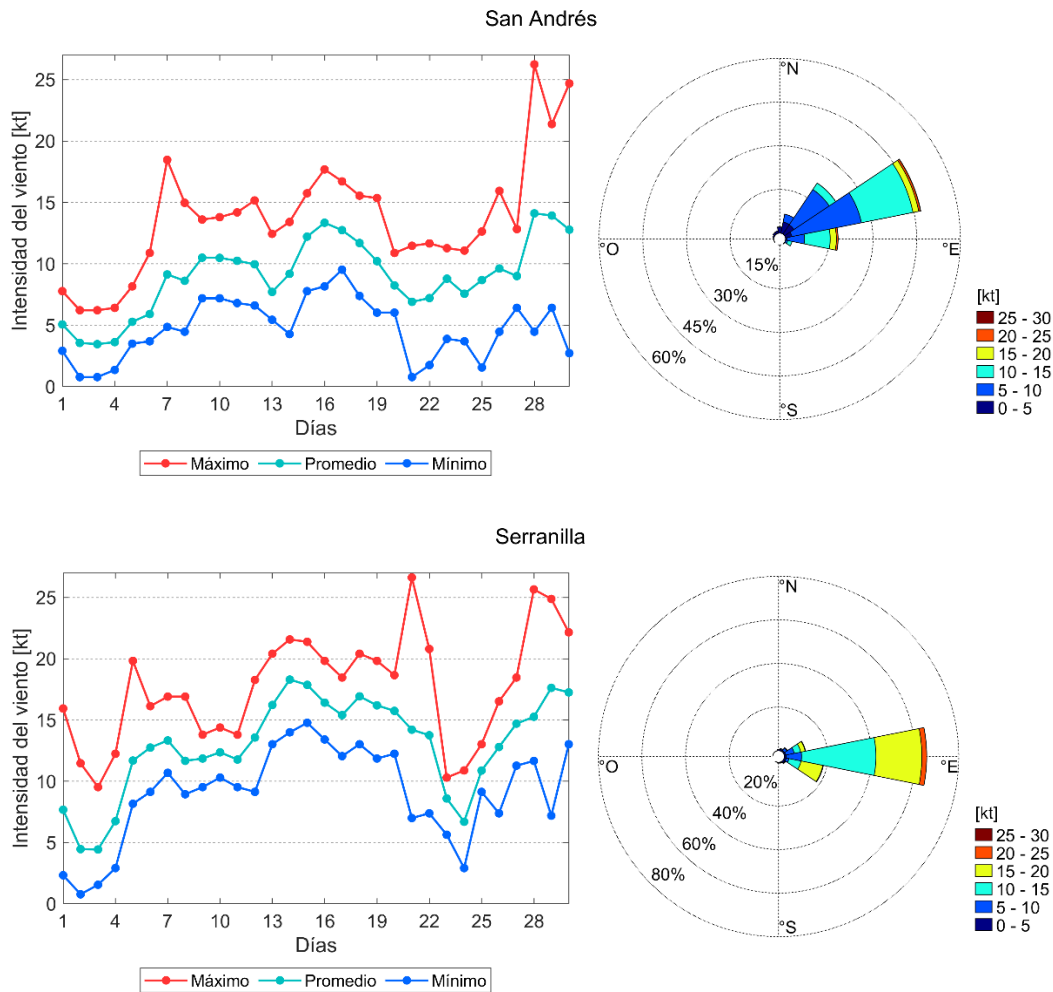 San Andrés
Intensidad del viento [kt]
25
20
15
10
5
0
1 4 7 10 13 16 19 22 25 28
Días
Máximo Promedio Mínimo
°N
°O
°E
°S
15%
30%
45%
60%
[kt]
25 - 30
20 - 25
15 - 20
10 - 15
5 - 10
0 - 5
Serranilla
Intensidad del viento [kt]
25
20
15
10
5
0
1 4 7 10 13 16 19 22 25 28
Días
Máximo Promedio Mínimo
°N
°O
°E
°S
20%
40%
60%
80%
[kt]
25 - 30
20 - 25
15 - 20
10 - 15
5 - 10
0 - 5